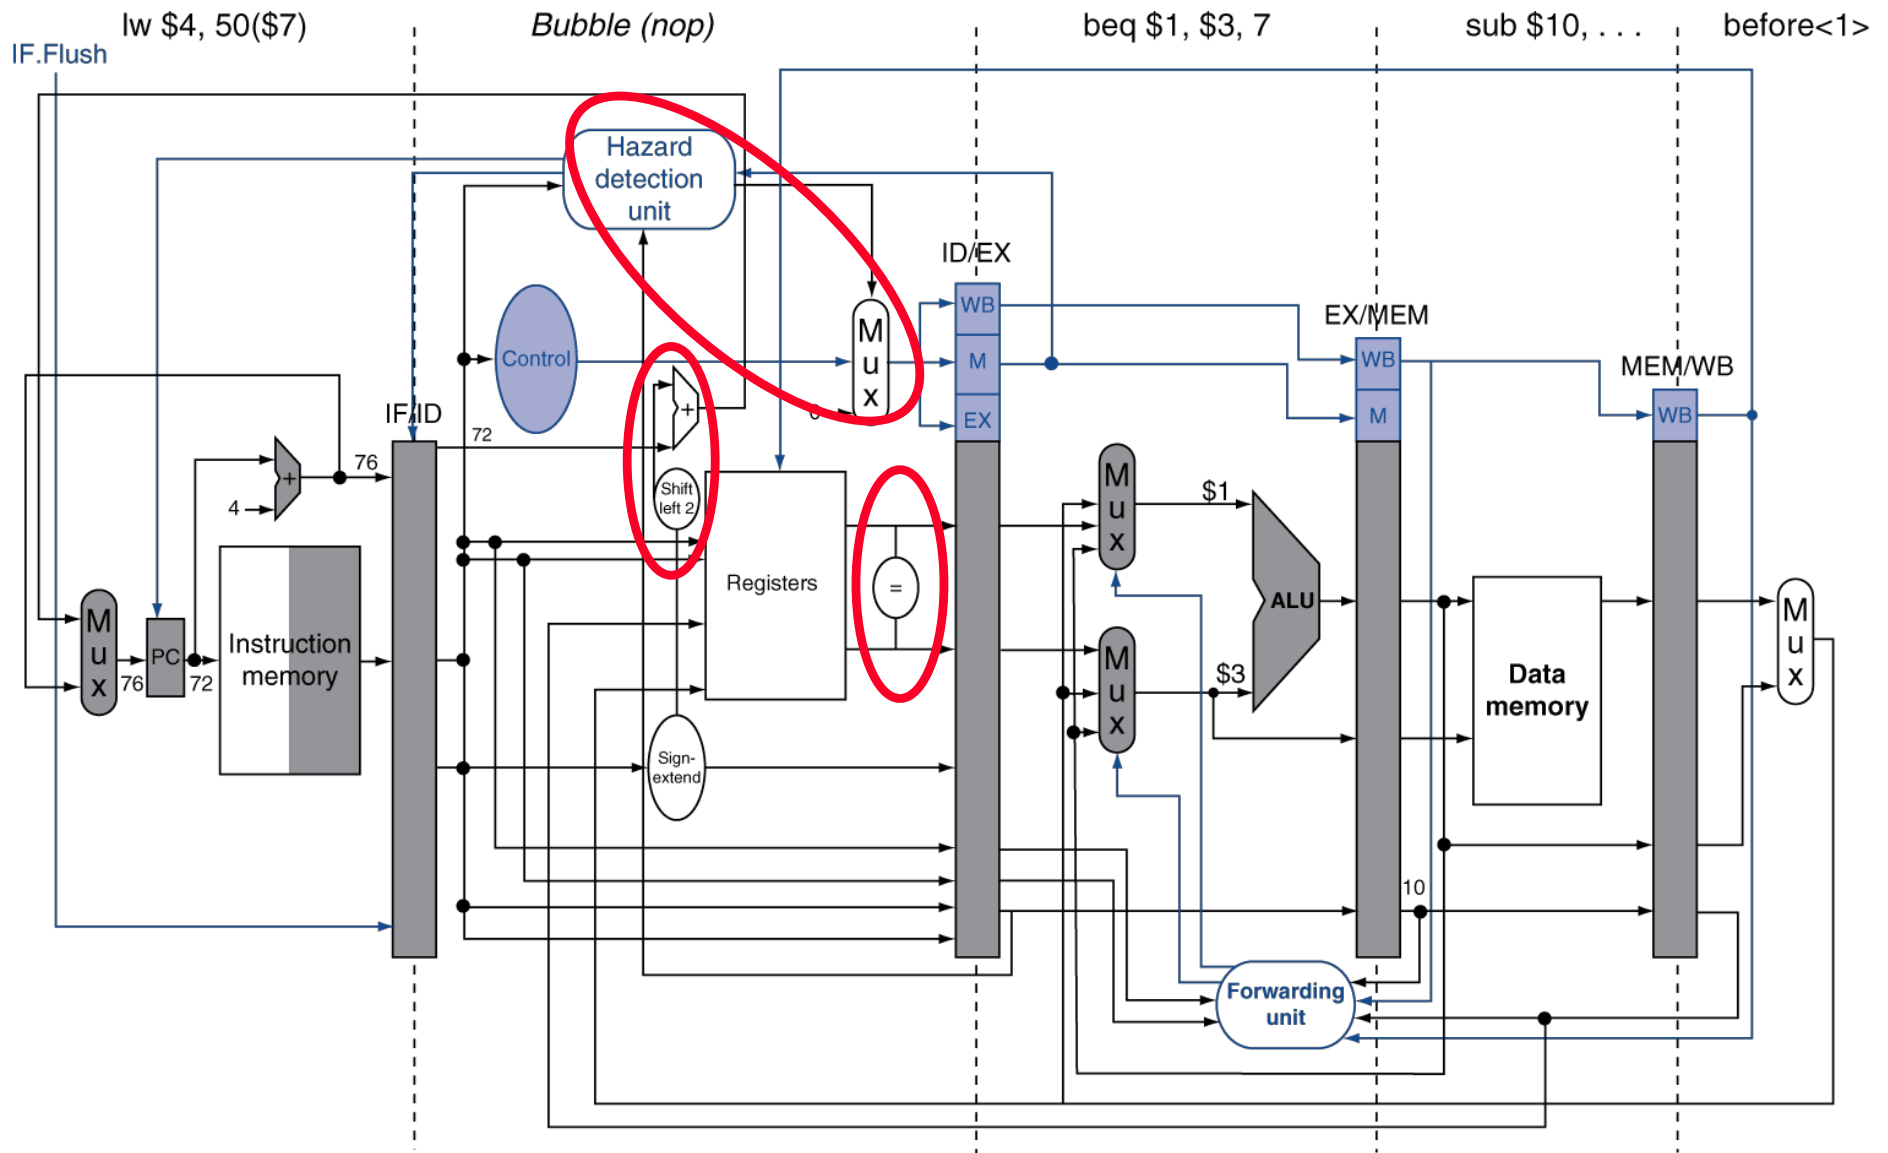 lw $4, 50($7)
Bubble (nop)
beq $1, $3, 7
sub $10, . . .
before<1>
IF.Flush
Hazard
detection
unit
ID/EX
WB
M
EX
Control
M
u
x
0
EX/MEM
WB
M
MEM/WB
WB
IF/ID
72
+
76
+
4
Shift
left 2
Registers
=
M
u
x
$1
ALU
M
u
x
$3
M
u
x
76
PC
72
Instruction
memory
Data
memory
M
u
x
Sign-
extend
10
Forwarding
unit